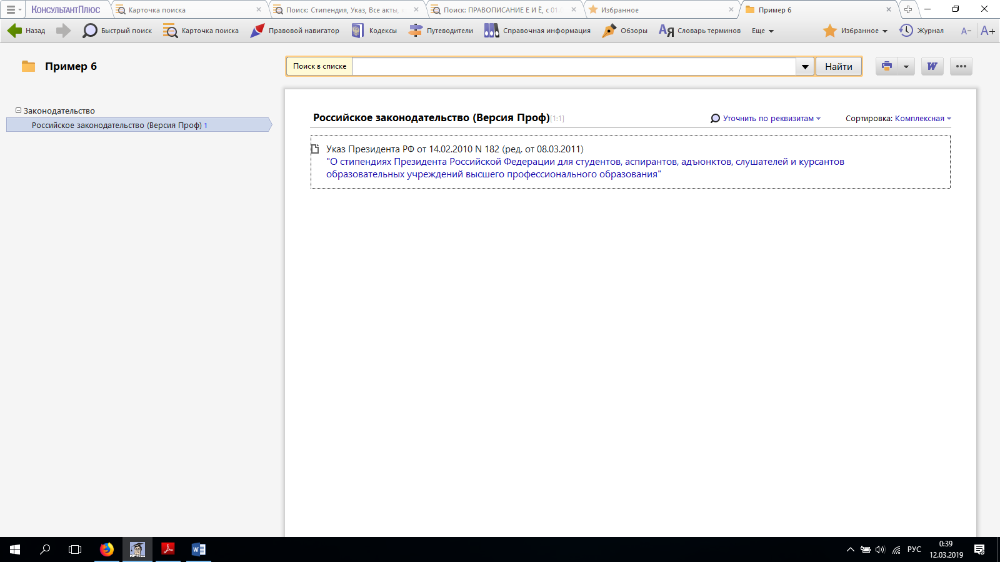 КОНСУЛЬТАНТПЛЮС
Карточка поиска
Поиск: Стипендия, Указ, Все акты,
Поиск: ПРАВОПИСАНИЕ Е И Ё, с 01.
Избранное
Пример 6
Назад
Быстрый поиск
Карточка поиска
Правовой навигатор
Кодексы
Путеводители
Справочная информация
Обзоры
Словарь терминов
Еще
Избранное
Журнал
А−
А+
Пример 6
Поиск в списке
Найти
W
Законодательство
Российское законодательство (Версия Проф) 1
Российское законодательство (Версия Проф)[1:1]
Уточнить по реквизитам
Сортировка: Комплексная
Указ Президента РФ от 14.02.2010 N 182 (ред. от 08.03.2011)
"О стипендиях Президента Российской Федерации для студентов, аспирантов, адъюнктов, слушателей и курсантов
образовательных учреждений высшего профессионального образования"
РУС
0:39
12.03.2019